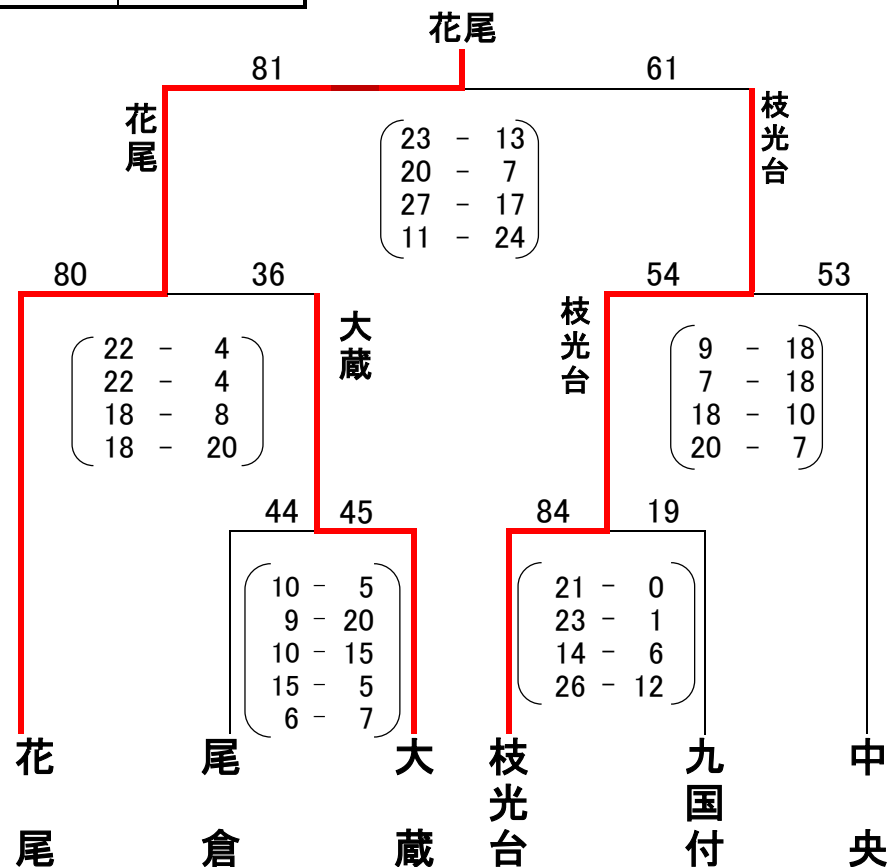 花尾
81 61
花尾
枝光台
23 - 13
20 - 7
27 - 17
11 - 24
80 36
54 53
大蔵
枝光台
22 - 4
22 - 4
18 - 8
18 - 20
9 - 18
7 - 18
18 - 10
20 - 7
44 45
84 19
10 - 5
9 - 20
10 - 15
15 - 5
6 - 7
21 - 0
23 - 1
14 - 6
26 - 12
花尾
尾倉
大蔵
枝光台
九国付
中央